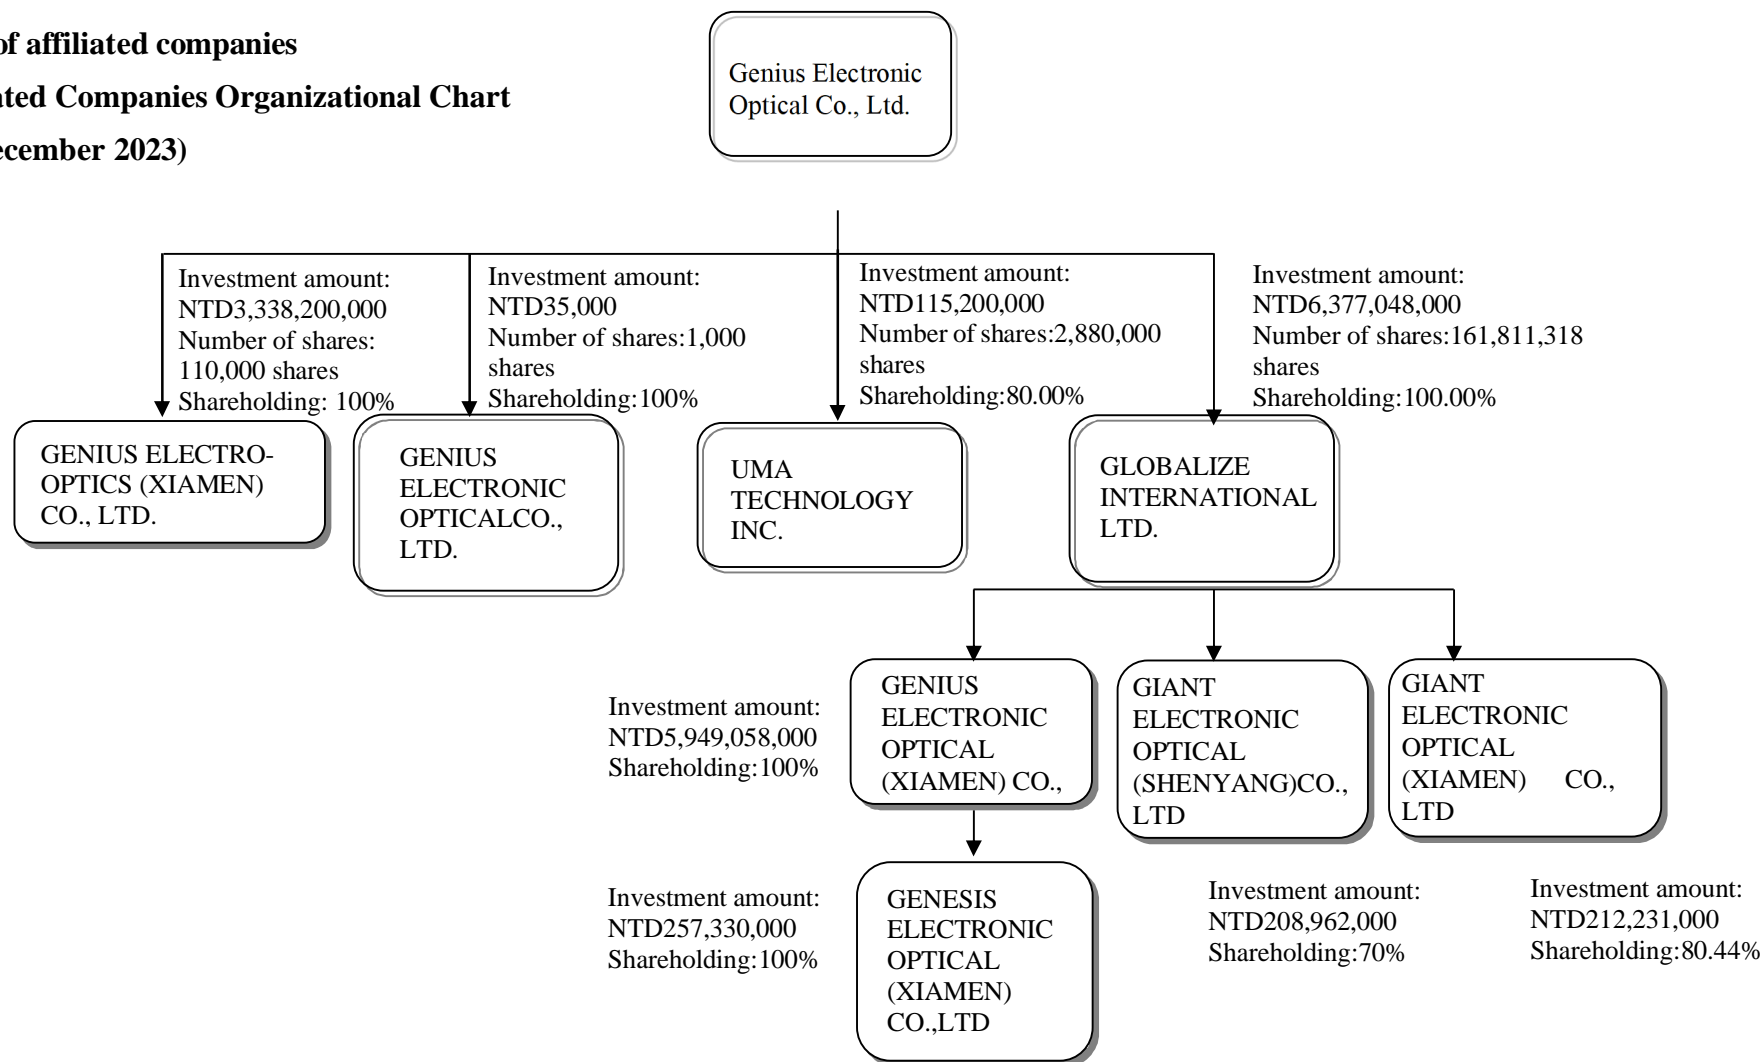 of affiliated companies
ated Companies Organizational Chart
ecember 2023)
Genius Electronic
Optical Co., Ltd.
Investment amount:
NTD3,338,200,000
Number of shares:
110,000 shares
Shareholding: 100%
Investment amount:
NTD35,000
Number of shares:1,000
shares
Shareholding:100%
Investment amount:
NTD115,200,000
Number of shares:2,880,000
shares
Shareholding:80.00%
Investment amount:
NTD6,377,048,000
Number of shares:161,811,318
shares
Shareholding:100.00%
GENIUS ELECTRO-
OPTICS (XIAMEN)
CO., LTD.
GENIUS
ELECTRONIC
OPTICALCO.,
LTD.
UMA
TECHNOLOGY
INC.
GLOBALIZE
INTERNATIONAL
LTD.
Investment amount:
NTD5,949,058,000
Shareholding:100%
GENIUS
ELECTRONIC
OPTICAL
(XIAMEN) CO.,
GIANT
ELECTRONIC
OPTICAL
(SHENYANG)CO.,
LTD
GIANT
ELECTRONIC
OPTICAL
(XIAMEN) CO.,
LTD
Investment amount:
NTD257,330,000
Shareholding:100%
GENESIS
ELECTRONIC
OPTICAL
(XIAMEN)
CO.,LTD
Investment amount:
NTD208,962,000
Shareholding:70%
Investment amount:
NTD212,231,000
Shareholding:80.44%